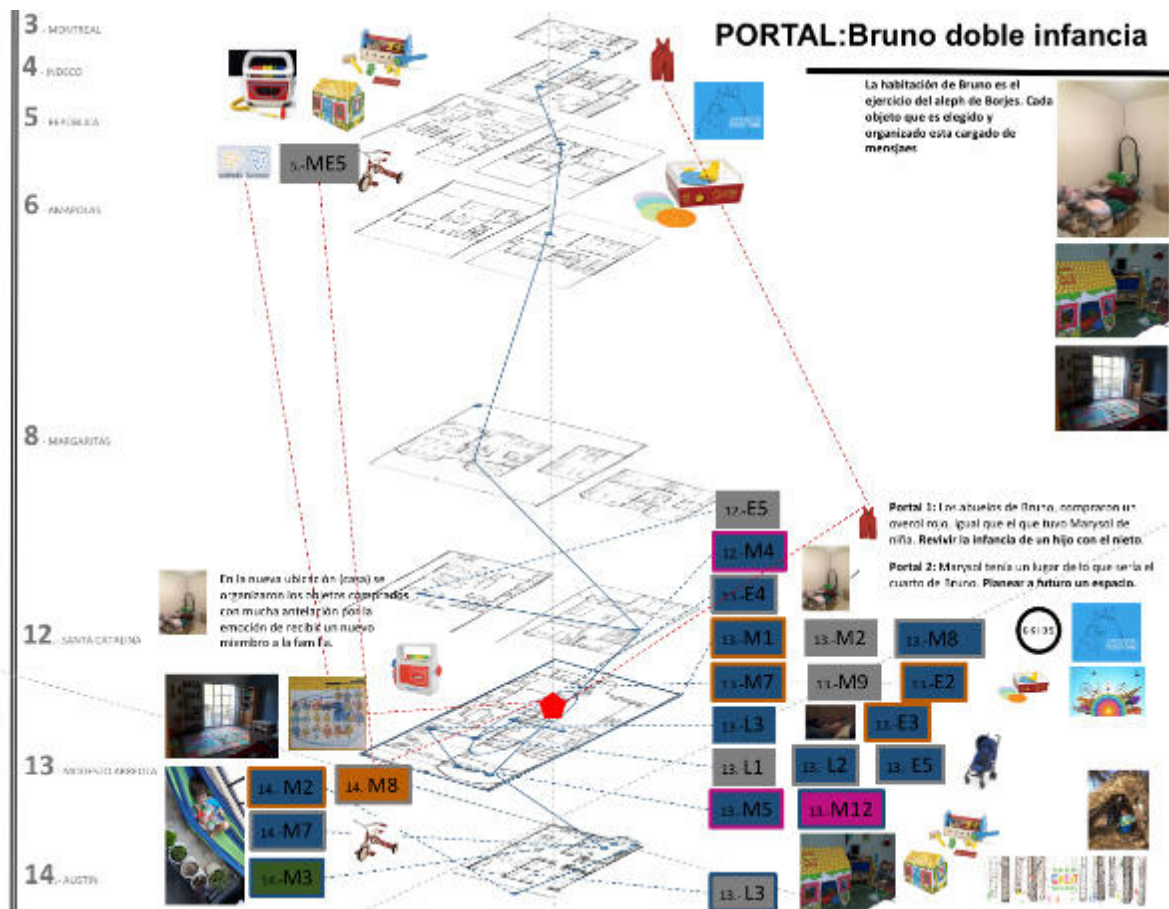 PORTAL:Bruno doble infancia
La habitación de Bruno es el
ejercicio del aleph de Borjes. Cada
objeto que es elegido y
organizado esta cargado de
mensjaes
3 - MONTREAL
4 - INDECO
5 - REPÚBLICA
6 - AMAPOLAS
8 - MARGARITAS
12 - SANTA CATALINA
13 - MODESTO ARREOLA
14 - AUSTIN
5.-ME5
En la nueva ubicación (casa) se
organizaron los objetos comprados
con mucha antelación por la
emoción de recibir un nuevo
miembro a la familia.
Portal 1: Los abuelos de Bruno, compraron un
overol rojo, igual que el que tuvo Marysol de
niña. Revivir la infancia de un hijo con el nieto.
Portal 2: Marysol tenía un lugar de lo que sería el
cuarto de Bruno. Planear a futuro un espacio.
12.-E5
12.-M4
E4
13.-M1
13.-M2
13.-M8
13.-M7
13.-M9
13.-E2
13.-L3
13.-E3
13.-L1
13.-L2
13.-E5
13.-M5
13.-M12
13.-L3
14.-M2
14.-M8
14.-M7
14.-M3